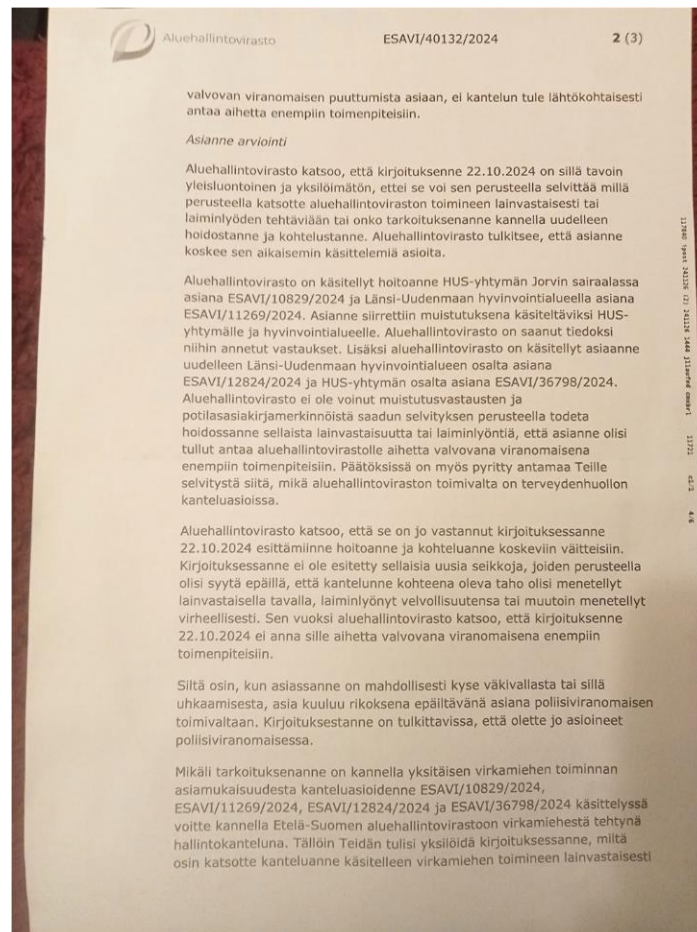 Aluehallintovirasto
ESAVI/40132/2024
2 (3)
valvovan viranomaisen puuttumista asiaan, ei kantelun tule lähtökohtaisesti
antaa aihetta enempiin toimenpiteisiin.
Asianne arviointi
Aluehallintovirasto katsoo, että kirjoituksenne 22.10.2024 on sillä tavoin
yleisluontoinen ja yksilöimätön, ettei se voi sen perusteella selvittää millä
perusteella katsotte aluehallintoviraston toimineen lainvastaisesti tai
laiminlyöden tehtäviään tai onko tarkoituksenanne kannella uudelleen
hoidostanne ja kohtelustanne. Aluehallintovirasto tulkitsee, että asianne
koskee sen aikaisemmin käsittelemiä asioita.
Aluehallintovirasto on käsitellyt hoitoanne HUS-yhtymän Jorvin sairaalassa
asiana ESAVI/10829/2024 ja Länsi-Uudenmaan hyvinvointialueella asiana
ESAVI/11269/2024. Asianne siirrettiin muistutuksena käsiteltäviksi HUS-
yhtymälle ja hyvinvointialueelle. Aluehallintovirasto on saanut tiedoksi
niihin annetut vastaukset. Lisäksi aluehallintovirasto on käsitellyt asiaanne
uudelleen Länsi-Uudenmaan hyvinvointialueen osalta asiana
ESAVI/12824/2024 ja HUS-yhtymän osalta asiana ESAVI/36798/2024.
Aluehallintovirasto ei ole voinut muistutusvastausten ja
potilasasiakirjamerkinnöistä saadun selvityksen perusteella todeta
hoidossanne sellaista lainvastaisuutta tai laiminlyöntiä, että asianne olisi
tullut antaa aluehallintovirastolle aihetta valvovana viranomaisena
enempiin toimenpiteisiin. Päätöksissä on myös pyritty antamaan Teille
selvitystä siitä, mikä aluehallintoviraston toimivalta on terveydenhuollon
kanteluasioissa.
Aluehallintovirasto katsoo, että se on jo vastannut kirjoituksessanne
22.10.2024 esittämiinne hoitoanne ja kohteluanne koskeviin väitteisiin.
Kirjoituksessanne ei ole esitetty sellaisia uusia seikkoja, joiden perusteella
olisi syytä epäillä, että kantelunne kohteena oleva taho olisi menetellyt
lainvastaisella tavalla, laiminlyönyt velvollisuutensa tai muutoin menetellyt
virheellisesti. Sen vuoksi aluehallintovirasto katsoo, että kirjoituksenne
22.10.2024 ei anna sille aihetta valvovana viranomaisena enempiin
toimenpiteisiin.
Siltä osin, kun asiassanne on mahdollisesti kyse väkivallasta tai sillä
uhkaamisesta, asia kuuluu rikoksena epäiltävänä asiana poliisiviranomaisen
toimivaltaan. Kirjoituksestanne on tulkittavissa, että olette jo asioineet
poliisiviranomaisessa.
Mikäli tarkoituksenanne on kannella yksitäisen virkamiehen toiminnan
asiamukaisuudesta kanteluasioidenne ESAVI/10829/2024,
ESAVI/11269/2024, ESAVI/12824/2024 ja ESAVI/36798/2024 käsittelyssä
voitte kannella Etelä-Suomen aluehallintovirastoon virkamiehestä tehtynä
hallintokanteluna. Tällöin Teidän tulisi yksilöidä kirjoituksessanne, miltä
osin katsotte kanteluanne käsitelleen virkamiehen toimineen lainvastaisesti